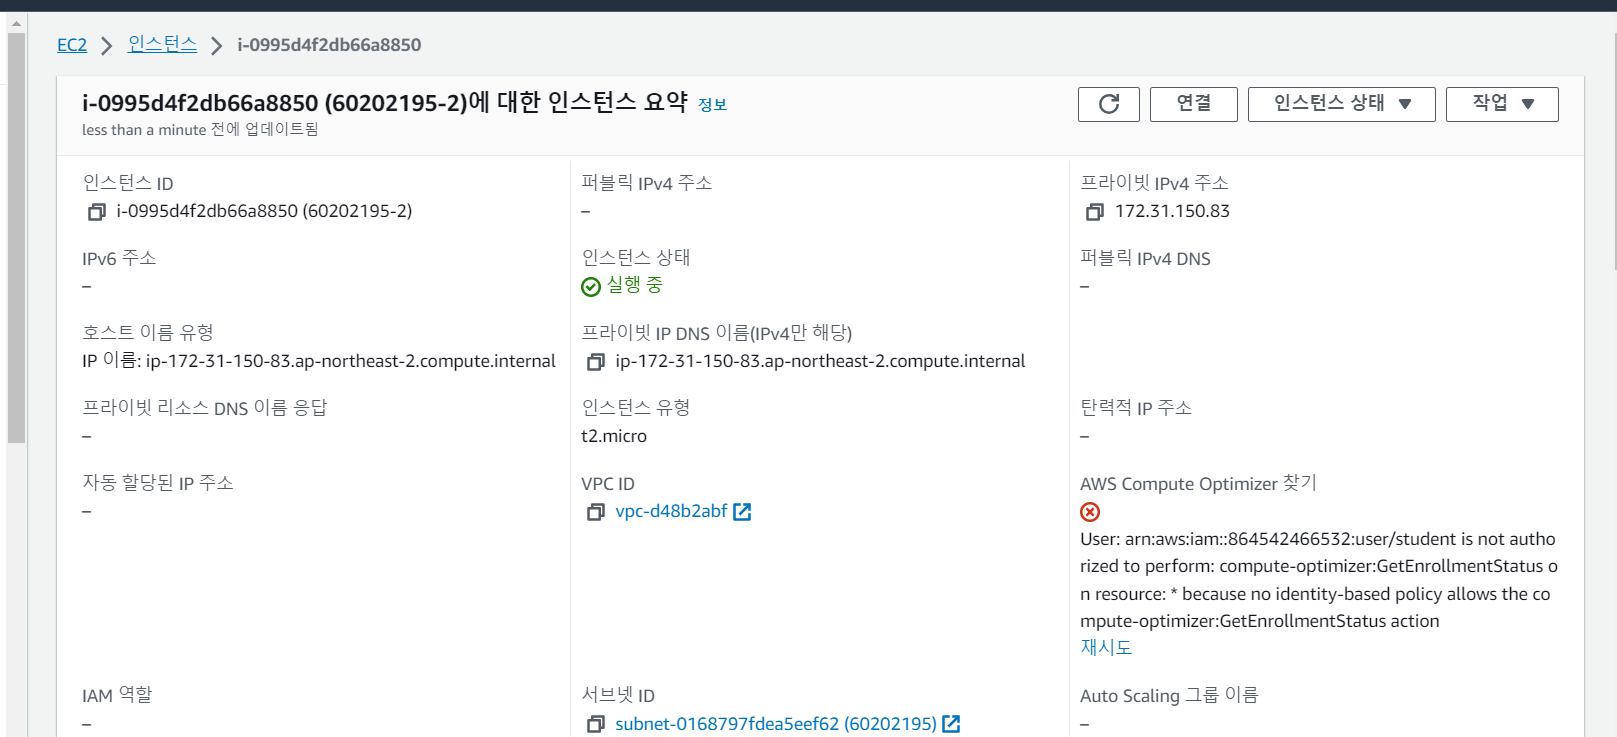 EC2 > 인스턴스 > i-0995d4f2db66a8850
i-0995d4f2db66a8850 (60202195-2)에 대한 인스턴스 요약 정보
less than a minute 전에 업데이트됨
연결
인스턴스 상태 ▼
작업 ▼
인스턴스 ID
i-0995d4f2db66a8850 (60202195-2)
퍼블릭 IPv4 주소
–
프라이빗 IPv4 주소
172.31.150.83
IPv6 주소
–
인스턴스 상태
실행 중
퍼블릭 IPv4 DNS
–
호스트 이름 유형
IP 이름: ip-172-31-150-83.ap-northeast-2.compute.internal
프라이빗 IP DNS 이름(IPv4만 해당)
ip-172-31-150-83.ap-northeast-2.compute.internal
프라이빗 리소스 DNS 이름 응답
–
인스턴스 유형
t2.micro
탄력적 IP 주소
–
자동 할당된 IP 주소
–
VPC ID
vpc-d48b2abf
AWS Compute Optimizer 찾기
User: arn:aws:iam::864542466532:user/student is not autho
rized to perform: compute-optimizer:GetEnrollmentStatus o
n resource: * because no identity-based policy allows the co
mpute-optimizer:GetEnrollmentStatus action
재시도
IAM 역할
–
서브넷 ID
subnet-0168797fdea5eef62 (60202195)
Auto Scaling 그룹 이름
–